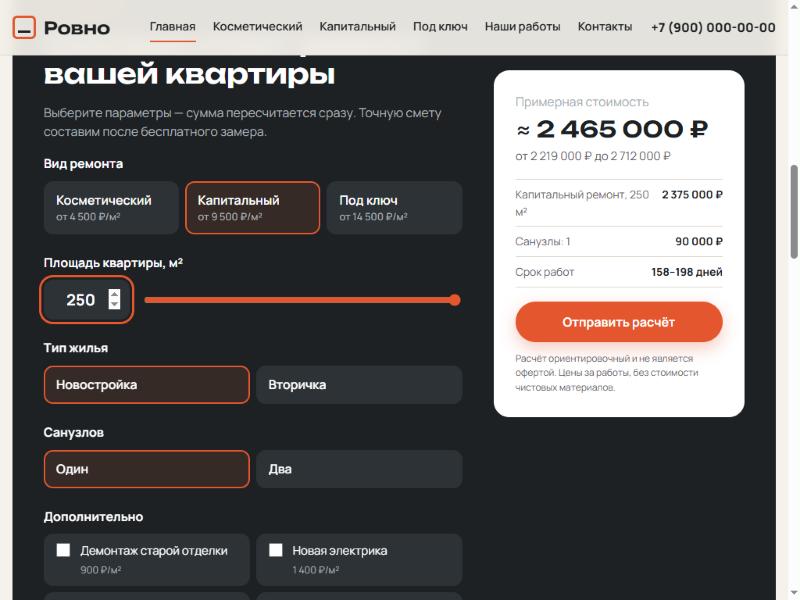 Ровно
Главная Косметический Капитальный Под ключ Наши работы Контакты +7 (900) 000-00-00
вашей квартиры
Выберите параметры — сумма пересчитается сразу. Точную смету
составим после бесплатного замера.
Вид ремонта
Косметический
от 4 500 ₽/м²
Капитальный
от 9 500 ₽/м²
Под ключ
от 14 500 ₽/м²
Площадь квартиры, м²
250
Тип жилья
Новостройка
Вторичка
Санузлов
Один
Два
Дополнительно
Демонтаж старой отделки
900 ₽/м²
Новая электрика
1 400 ₽/м²
Примерная стоимость
≈ 2 465 000 ₽
от 2 219 000 ₽ до 2 712 000 ₽
Капитальный ремонт, 250 2 375 000 ₽
м²
Санузлы: 1 90 000 ₽
Срок работ 158–198 дней
Отправить расчёт
Расчёт ориентировочный и не является
офертой. Цены за работы, без стоимости
чистовых материалов.